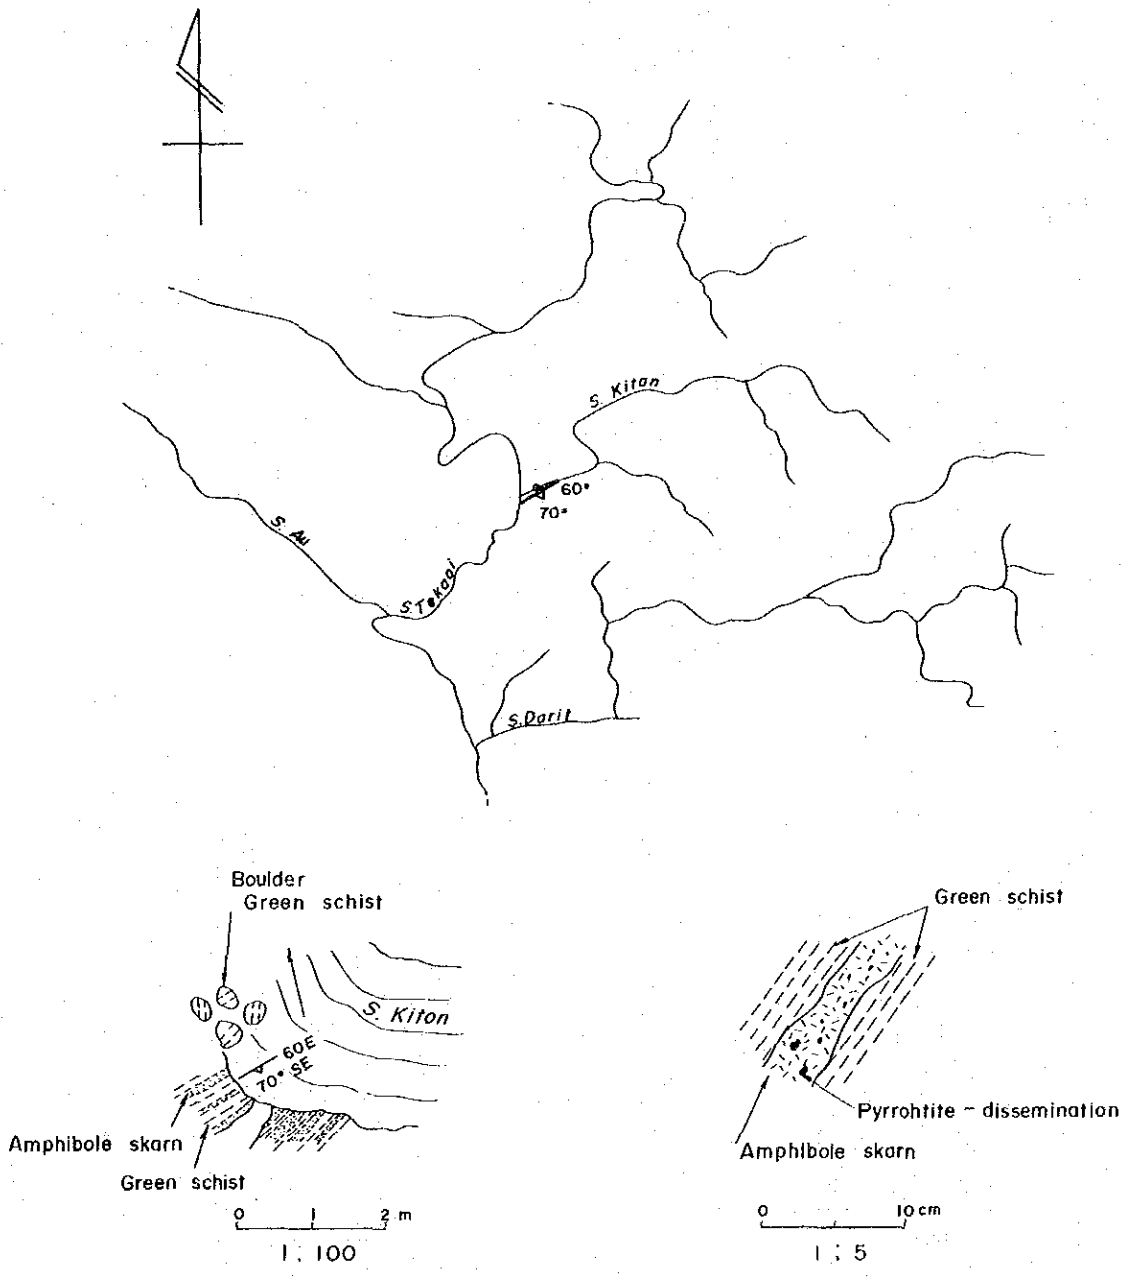 S. Kitan
60°
70°
S. Au
S. Tekaai
S. Darit
Boulder
Green schist
S. Kitan
60E
70° SE
Amphibole skarn
Green schist
0 1 2 m
1 : 100
Green schist
Pyrrohtite - dissemination
Amphibole skarn
0 10 cm
1 : 5